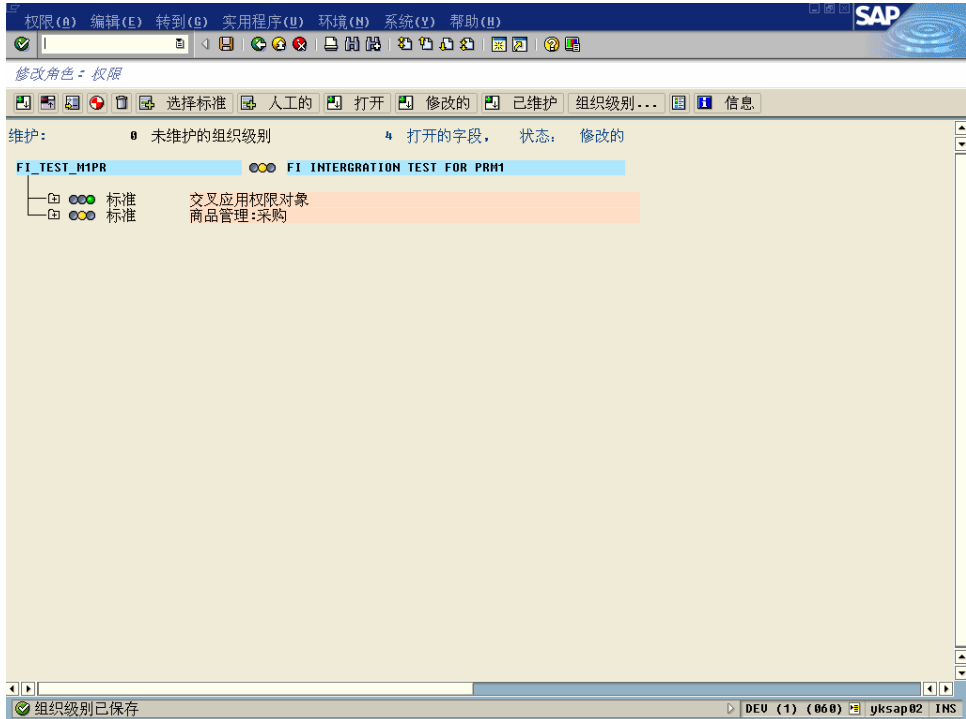 权限(A) 编辑(E) 转到(G) 实用程序(U) 环境(N) 系统(Y) 帮助(H)
SAP
修改角色: 权限
选择标准 人工的 打开 修改的 已维护 组织级别... 信息
维护: 0 未维护的组织级别 4 打开的字段, 状态: 修改的
FI_TEST_M1PR FI INTERGRATION TEST FOR PRM1
标准 交叉应用权限对象
标准 商品管理:采购
组织级别已保存 DEV (1) (060) yksap02 INS